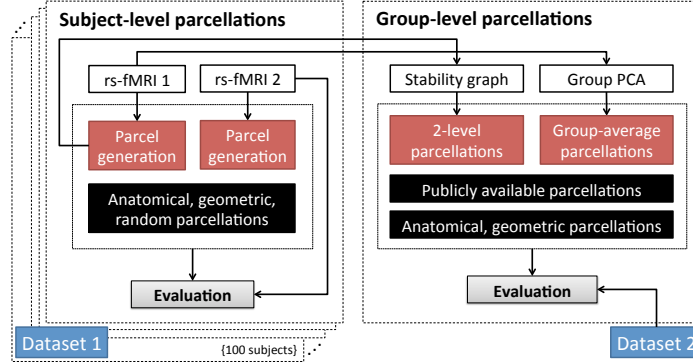 Subject-level parcellations
Group-level parcellations
rs-fMRI 1
rs-fMRI 2
Stability graph
Group PCA
Parcel
generation
Parcel
generation
2-level
parcellations
Group-average
parcellations
Anatomical, geometric,
random parcellations
Publicly available parcellations
Anatomical, geometric parcellations
Evaluation
Evaluation
Dataset 1
{100 subjects}
Dataset 2